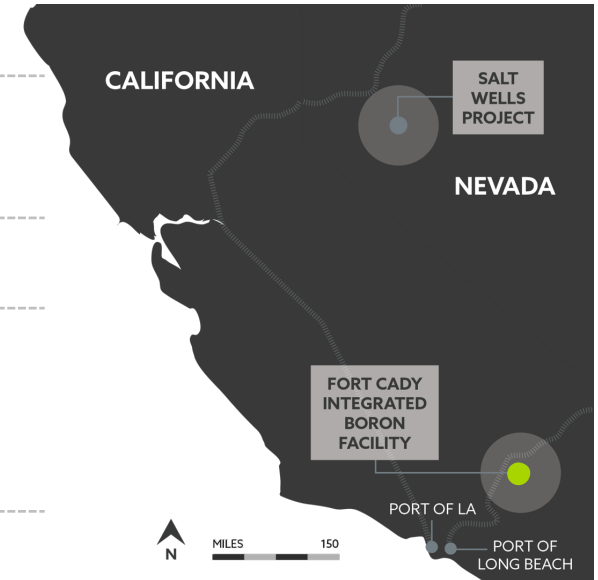 CALIFORNIA
SALT
WELLS
PROJECT
NEVADA
FORT CADY
INTEGRATED
BORON
FACILITY
PORT OF LA
N
MILES 150
PORT OF
LONG BEACH